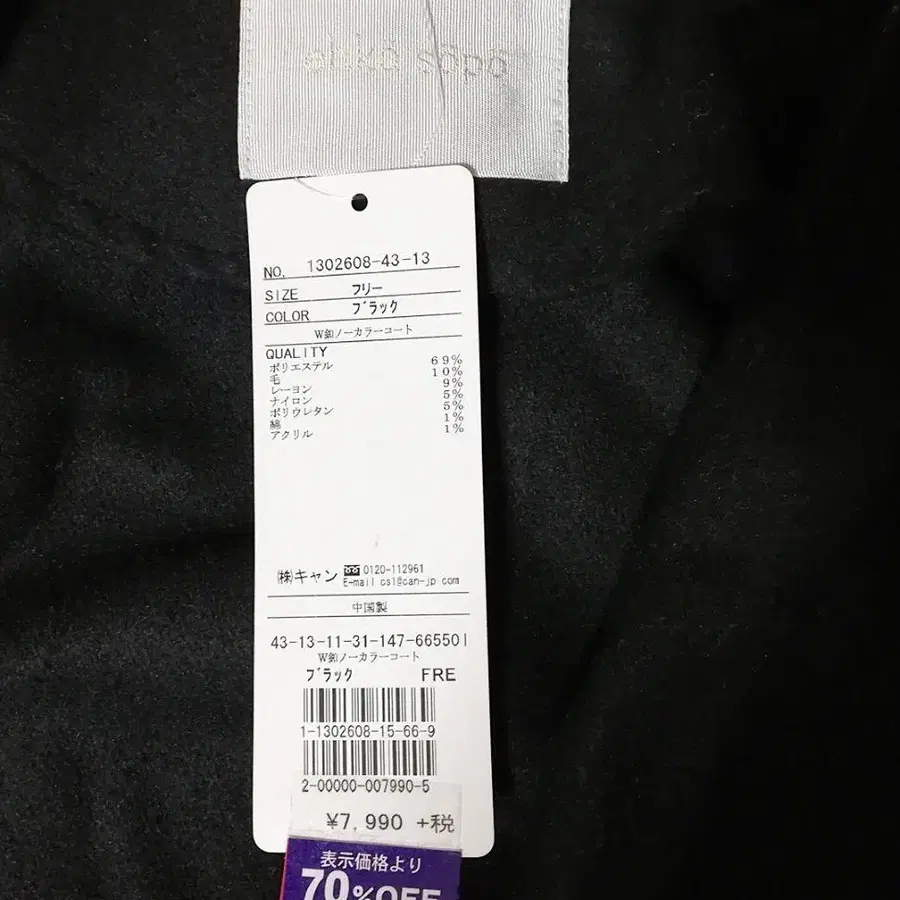 ehka sopo
NO. 1302608-43-13
SIZE フリー
COLOR ブラック
W釦ノーカラーコート
QUALITY
ポリエステル 69%
毛 10%
レーヨン 9%
ナイロン 5%
ポリウレタン 5%
綿 1%
アクリル 1%
㈱キャン 0120-112961
E-mail csl@can-jp.com
中国製
43-13-11-31-147-665501
W釦ノーカラーコート
ブラック FRE
1-1302608-15-66-9
2-00000-007990-5
¥7,990 +税
表示価格より
70%OFF